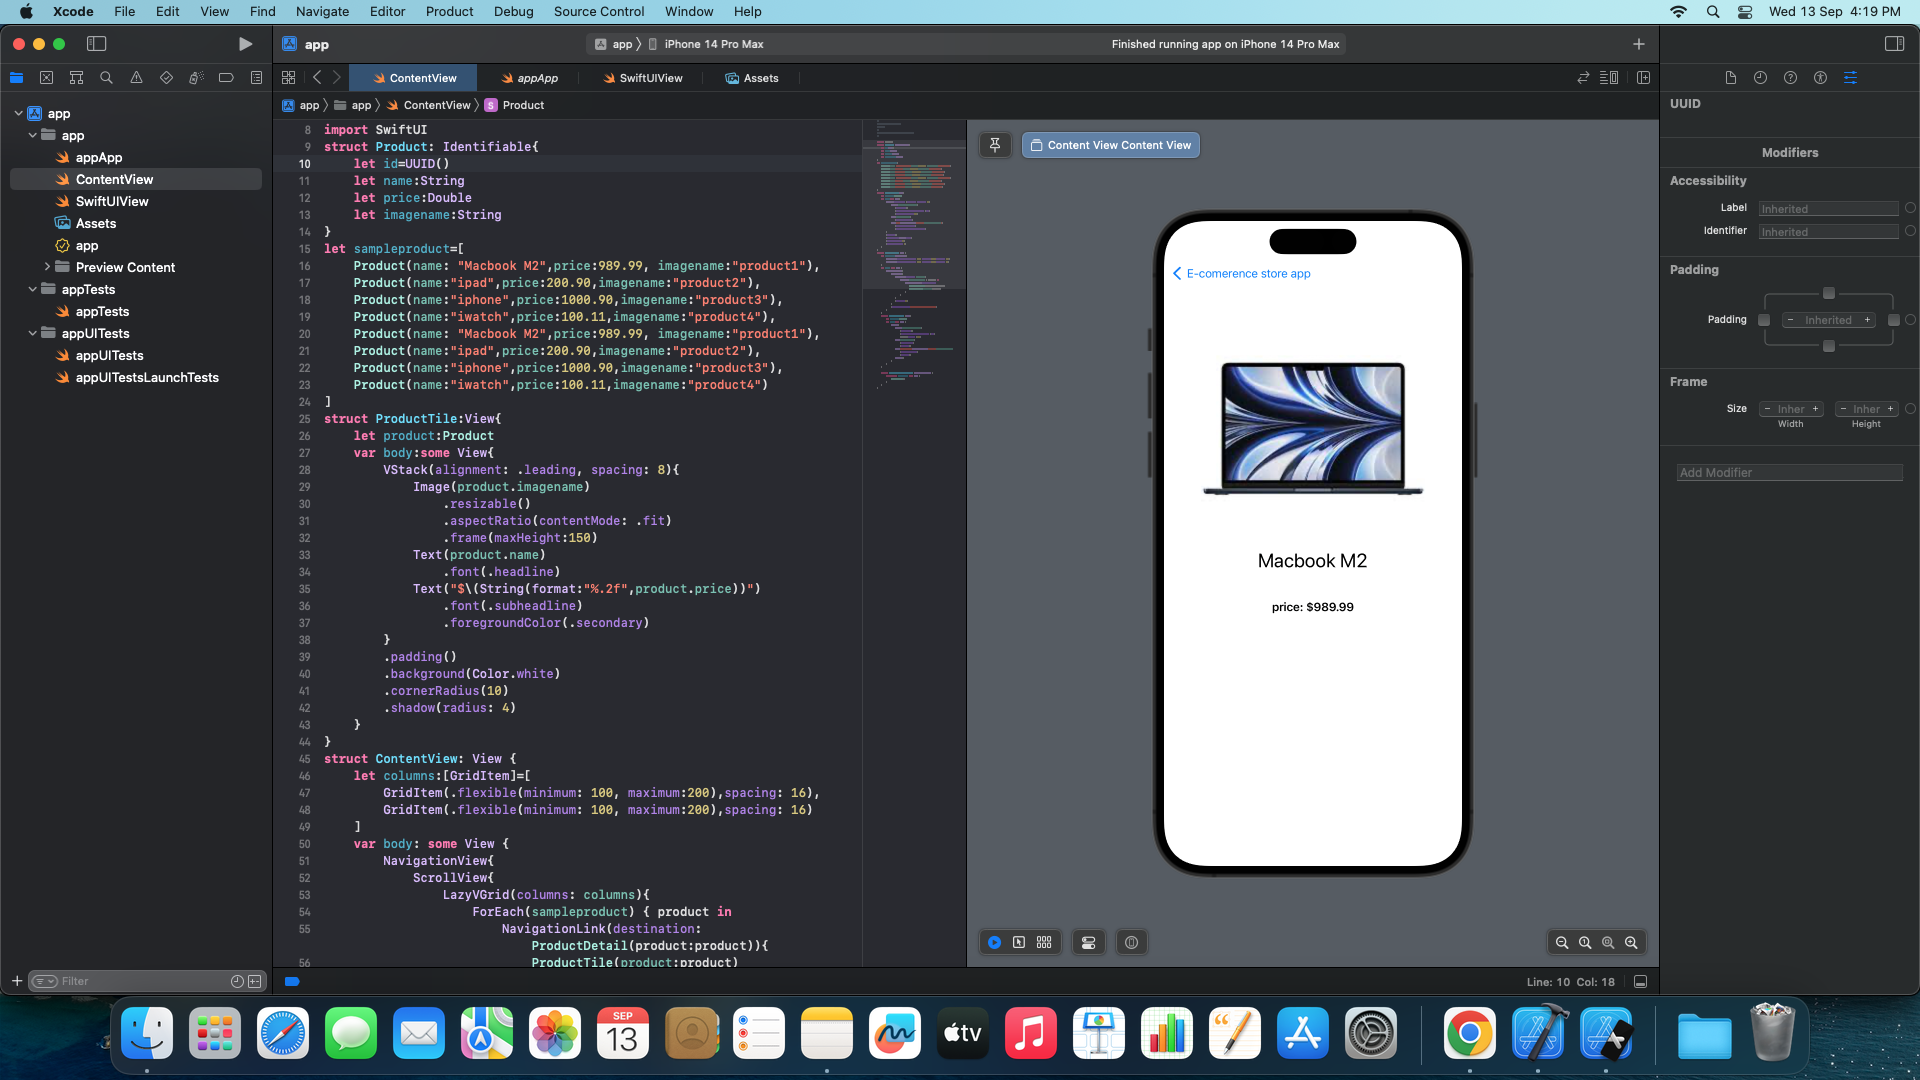 Xcode File Edit View Find Navigate Editor Product Debug Source Control Window Help
Wed 13 Sep 4:19 PM
app
app
iPhone 14 Pro Max
Finished running app on iPhone 14 Pro Max
ContentView
appApp
SwiftUIView
Assets
app
app
ContentView
S
Product
app
app
appApp
ContentView
SwiftUIView
Assets
app
Preview Content
appTests
appTests
appUITests
appUITests
appUITestsLaunchTests
Filter
8 import SwiftUI
9 struct Product: Identifiable{
10 let id=UUID()
11 let name:String
12 let price:Double
13 let imagename:String
14 }
15 let sampleproduct=[
16 Product(name: "Macbook M2",price:989.99, imagename:"product1"),
17 Product(name:"ipad",price:200.90,imagename:"product2"),
18 Product(name:"iphone",price:1000.90,imagename:"product3"),
19 Product(name:"iwatch",price:100.11,imagename:"product4"),
20 Product(name: "Macbook M2",price:989.99, imagename:"product1"),
21 Product(name:"ipad",price:200.90,imagename:"product2"),
22 Product(name:"iphone",price:1000.90,imagename:"product3"),
23 Product(name:"iwatch",price:100.11,imagename:"product4")
24 ]
25 struct ProductTile:View{
26 let product:Product
27 var body:some View{
28 VStack(alignment: .leading, spacing: 8){
29 Image(product.imagename)
30 .resizable()
31 .aspectRatio(contentMode: .fit)
32 .frame(maxHeight:150)
33 Text(product.name)
34 .font(.headline)
35 Text("$\(String(format:"%.2f",product.price))")
36 .font(.subheadline)
37 .foregroundColor(.secondary)
38 }
39 .padding()
40 .background(Color.white)
41 .cornerRadius(10)
42 .shadow(radius: 4)
43 }
44 }
45 struct ContentView: View {
46 let columns:[GridItem]=[
47 GridItem(.flexible(minimum: 100, maximum:200),spacing: 16),
48 GridItem(.flexible(minimum: 100, maximum:200),spacing: 16)
49 ]
50 var body: some View {
51 NavigationView{
52 ScrollView{
53 LazyVGrid(columns: columns){
54 ForEach(sampleproduct) { product in
55 NavigationLink(destination:
ProductDetail(product:product)){
56 ProductTile(product:product)
Content View Content View
E-comerence store app
Macbook M2
price: $989.99
Line: 10 Col: 18
UUID
Modifiers
Accessibility
Label Inherited
Identifier Inherited
Padding
Padding − Inherited +
Frame
Size − Inher + − Inher +
Width Height
Add Modifier
SEP
13
tv